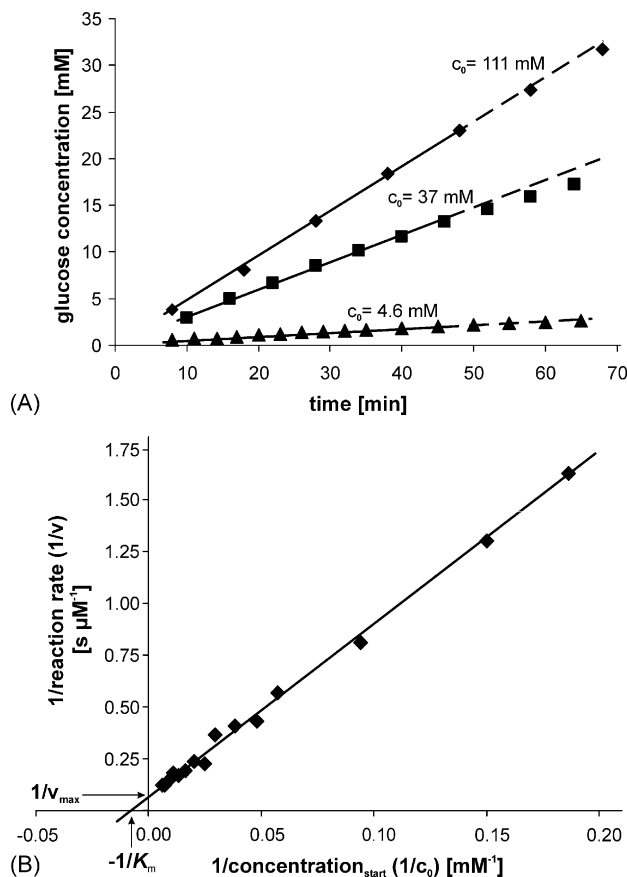 glucose concentration [mM]
35
30
25
20
15
10
5
0
c₀= 111 mM
c₀= 37 mM
c₀= 4.6 mM
0 10 20 30 40 50 60 70
time [min]
(A)
1/reaction rate (1/v)
[s µM⁻¹]
1.75
1.50
1.25
1.00
0.75
0.50
0.25
1/vmax
-0.05 0.00 0.05 0.10 0.15 0.20
-1/Km
1/concentrationstart (1/c₀) [mM⁻¹]
(B)